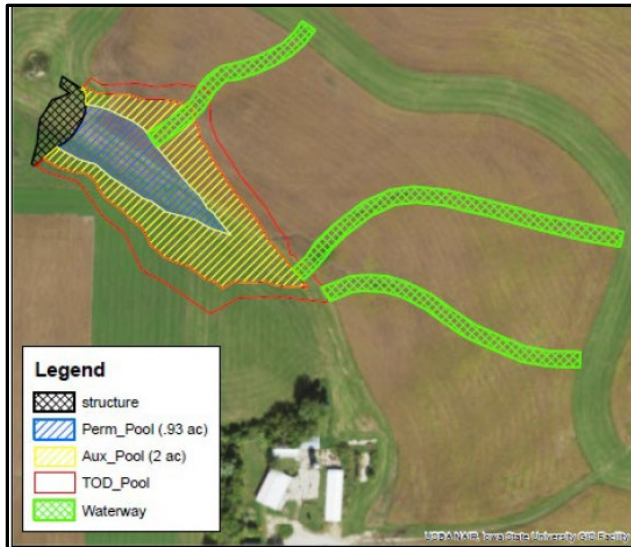 Legend
structure
Perm_Pool (.93 ac)
Aux_Pool (2 ac)
TOD_Pool
Waterway
USDA NAIP, Iowa State University GIS Facility